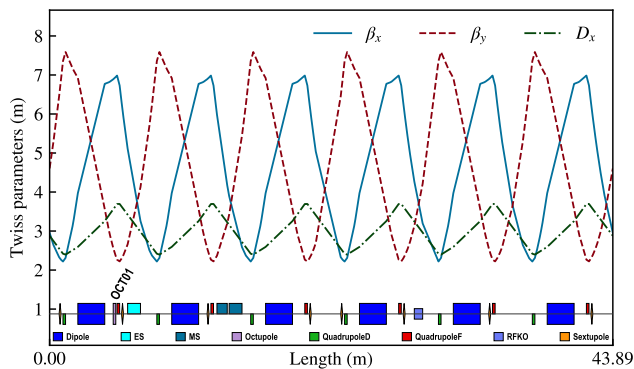 βx βy Dx
8
7
6
5
4
3
2
1
Twiss parameters (m)
OCT01
Dipole ES MS Octupole QuadrupoleD QuadrupoleF RFKO Sextupole
0.00 Length (m) 43.89